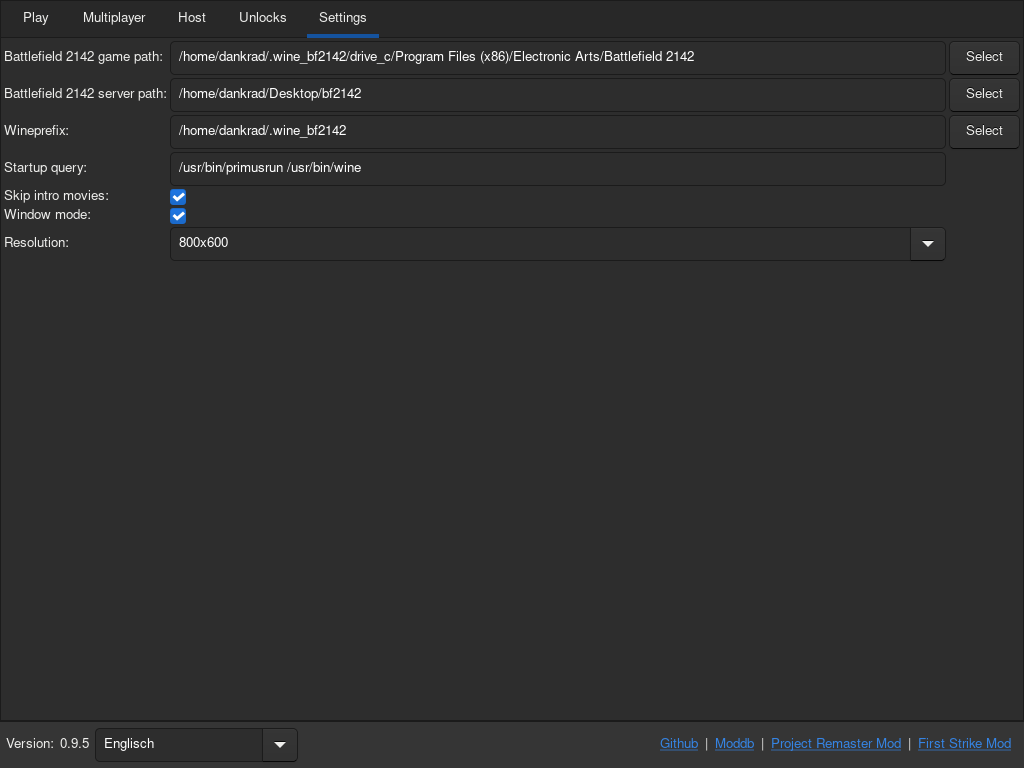 Play Multiplayer Host Unlocks Settings
Battlefield 2142 game path: /home/dankrad/.wine_bf2142/drive_c/Program Files (x86)/Electronic Arts/Battlefield 2142 Select
Battlefield 2142 server path: /home/dankrad/Desktop/bf2142 Select
Wineprefix: /home/dankrad/.wine_bf2142 Select
Startup query: /usr/bin/primusrun /usr/bin/wine
Skip intro movies:
Window mode:
Resolution: 800x600
Version: 0.9.5 Englisch Github | Moddb | Project Remaster Mod | First Strike Mod